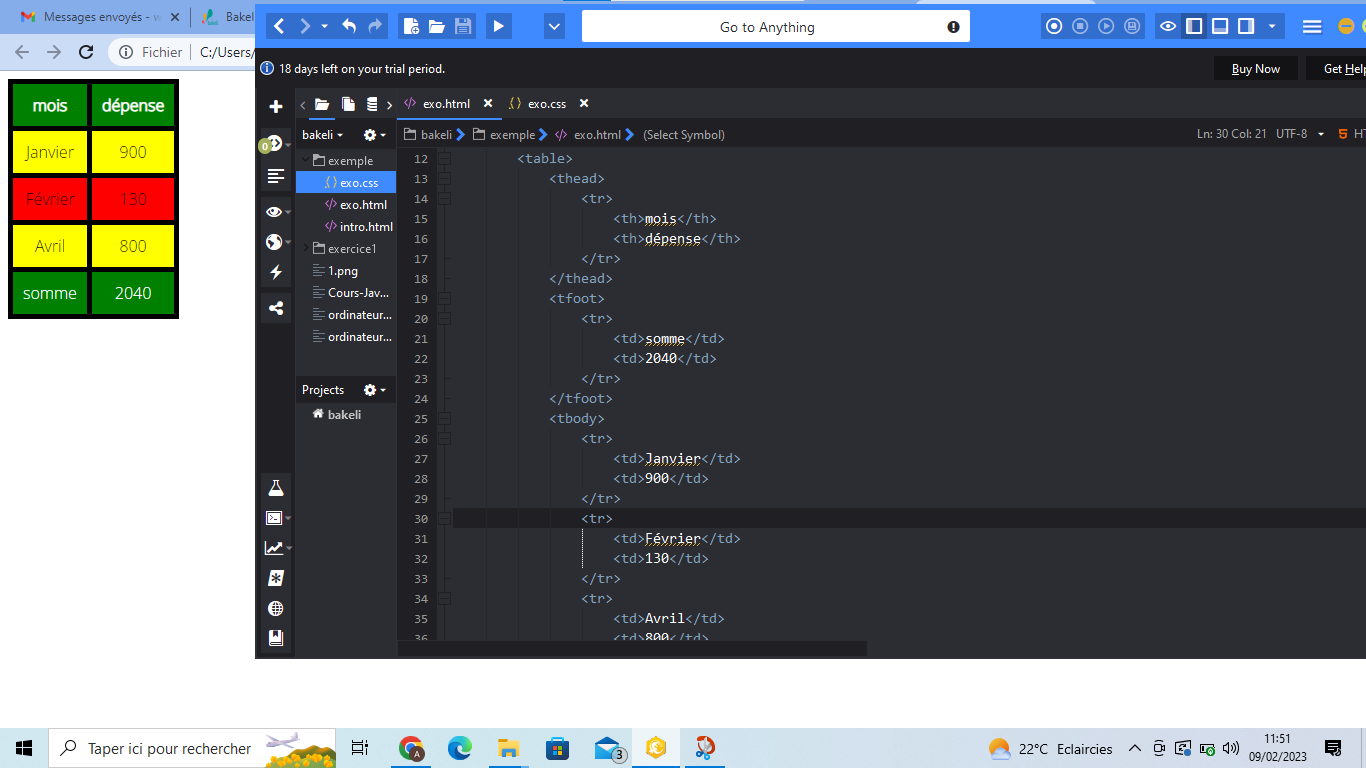 Messages envoyés - w
Bakel
Fichier C:/Users/
mois dépense
Janvier 900
Février 130
Avril 800
somme 2040
Go to Anything
18 days left on your trial period.
Buy Now
Get Help
exo.html
exo.css
bakeli
bakeli exemple exo.html (Select Symbol)
Ln: 30 Col: 21 UTF-8 HT
0
exemple
exo.css
exo.html
intro.html
exercice1
1.png
Cours-Jav...
ordinateur...
ordinateur...
Projects
bakeli
12 <table>
13 <thead>
14 <tr>
15 <th>mois</th>
16 <th>dépense</th>
17 </tr>
18 </thead>
19 <tfoot>
20 <tr>
21 <td>somme</td>
22 <td>2040</td>
23 </tr>
24 </tfoot>
25 <tbody>
26 <tr>
27 <td>Janvier</td>
28 <td>900</td>
29 </tr>
30 <tr>
31 <td>Février</td>
32 <td>130</td>
33 </tr>
34 <tr>
35 <td>Avril</td>
36 <td>800</td>
Taper ici pour rechercher
A
3
22°C Eclaircies
11:51
09/02/2023